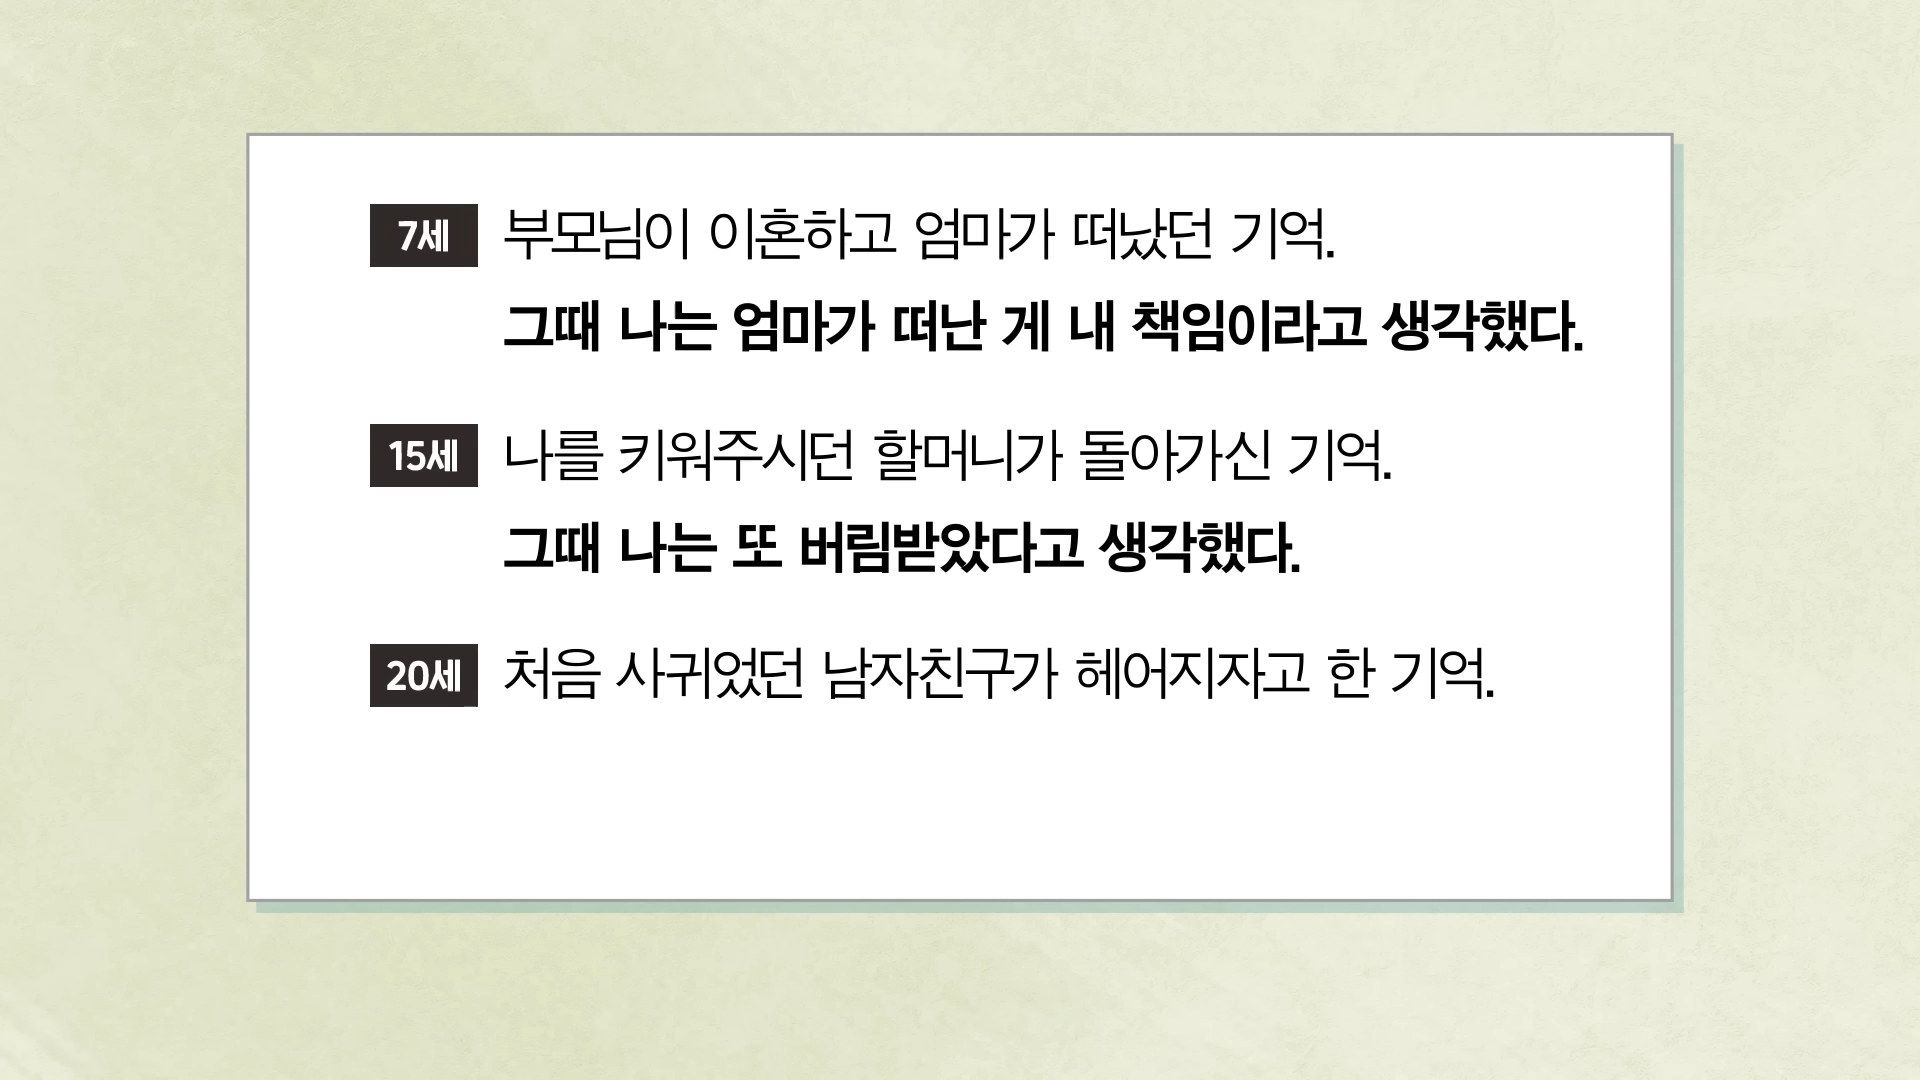 7세 부모님이 이혼하고 엄마가 떠났던 기억.
그때 나는 엄마가 떠난 게 내 책임이라고 생각했다.
15세 나를 키워주시던 할머니가 돌아가신 기억.
그때 나는 또 버림받았다고 생각했다.
20세 처음 사귀었던 남자친구가 헤어지자고 한 기억.